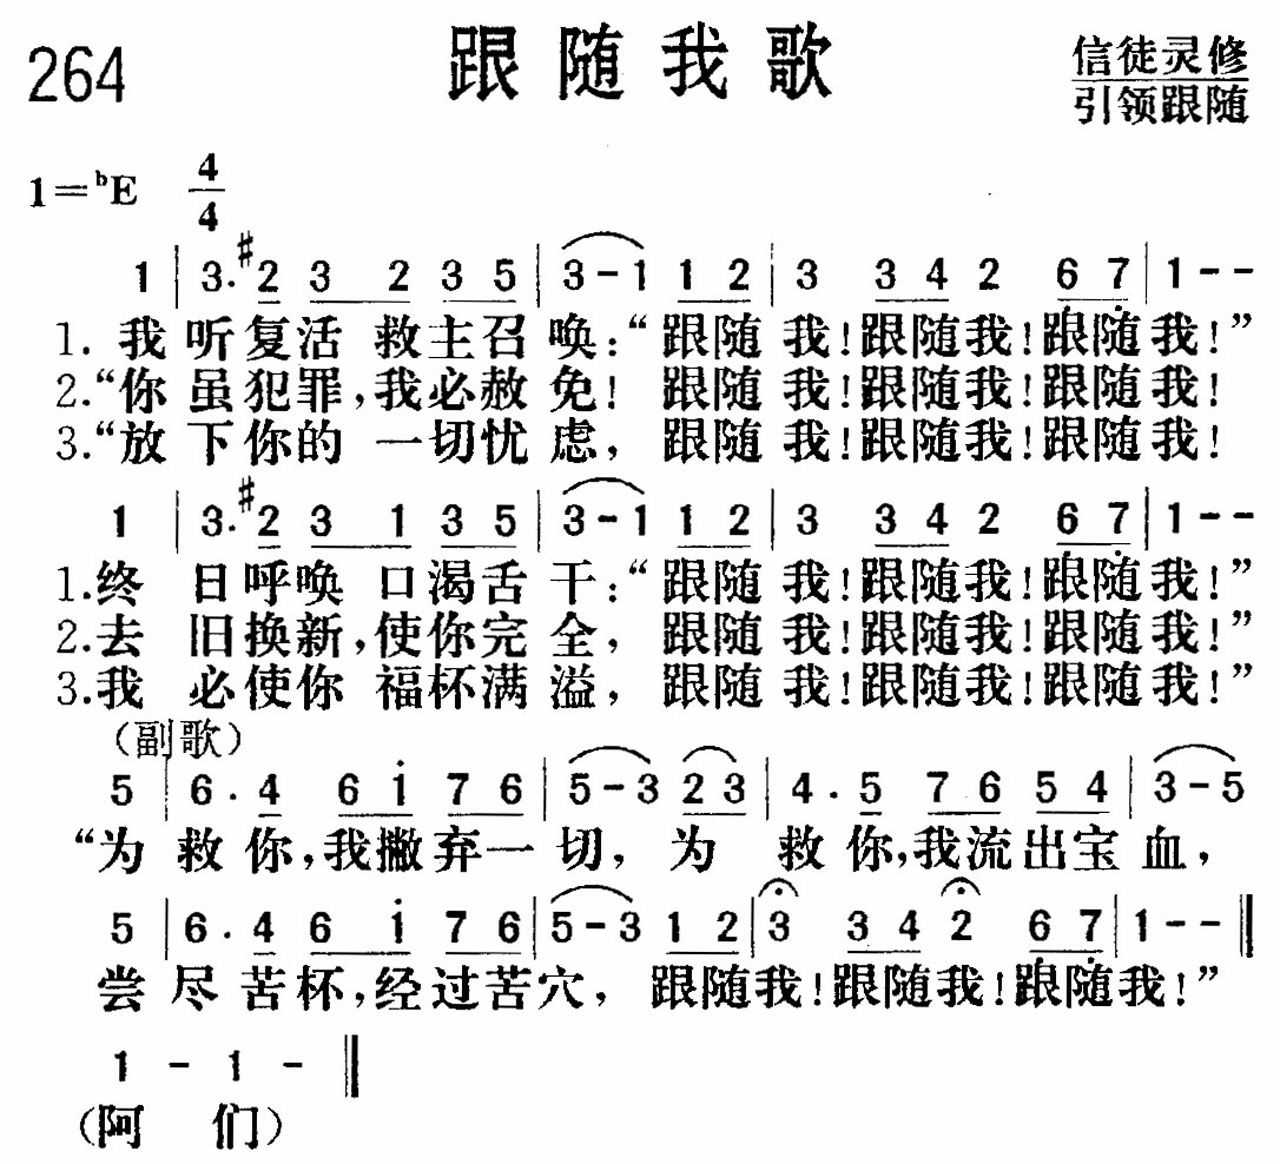 264 跟随我歌 信徒灵修
引领跟随
1=ᵇE 4/4
1 | 3. #2 3 2 3 5 | 3 - 1 1 2 | 3 3 4 2 6 7 | 1 - -
1. 我听复活 救主召唤:“跟随我!跟随我!跟随我!”
2.“你虽犯罪,我必赦免! 跟随我!跟随我!跟随我!
3.“放下你的 一切忧虑, 跟随我!跟随我!跟随我!
1 | 3. #2 3 1 3 5 | 3 - 1 1 2 | 3 3 4 2 6 7 | 1 - -
1.终日呼唤 口渴舌干:“跟随我!跟随我!跟随我!”
2.去旧换新,使你完全, 跟随我!跟随我!跟随我!”
3.我必使你 福杯满溢, 跟随我!跟随我!跟随我!”
(副歌)
5 | 6 . 4 6 i 7 6 | 5 - 3 2 3 | 4 . 5 7 6 5 4 | 3 - 5
“为救你,我撇弃一切, 为救你,我流出宝血,
5 | 6 . 4 6 i 7 6 | 5 - 3 1 2 | 3 3 4 2 6 7 | 1 - - ‖
尝尽苦杯,经过苦穴, 跟随我!跟随我!跟随我!”
1 - 1 - ‖
(阿们)